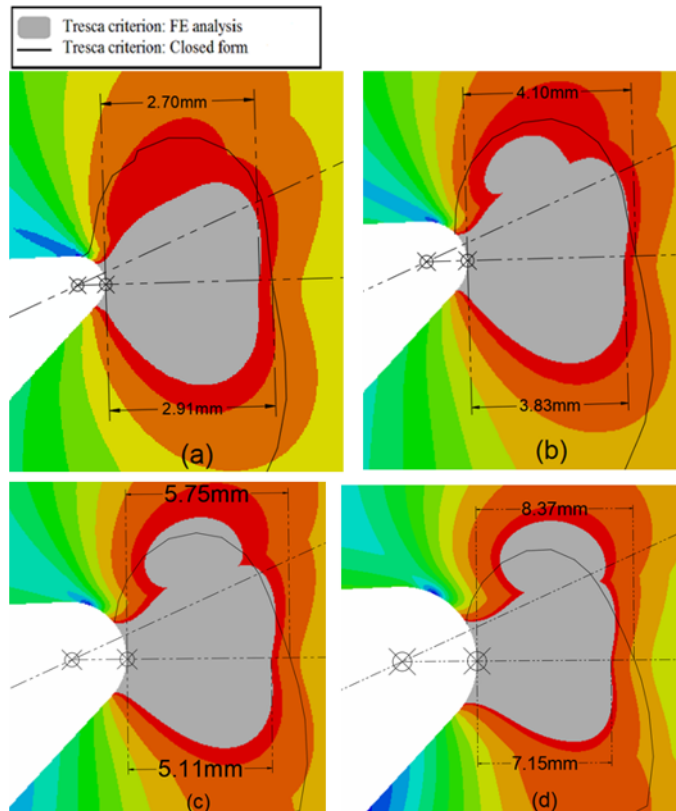 Tresca criterion: FE analysis
Tresca criterion: Closed form
2.70mm
2.91mm
(a)
4.10mm
3.83mm
(b)
5.75mm
5.11mm
(c)
8.37mm
7.15mm
(d)